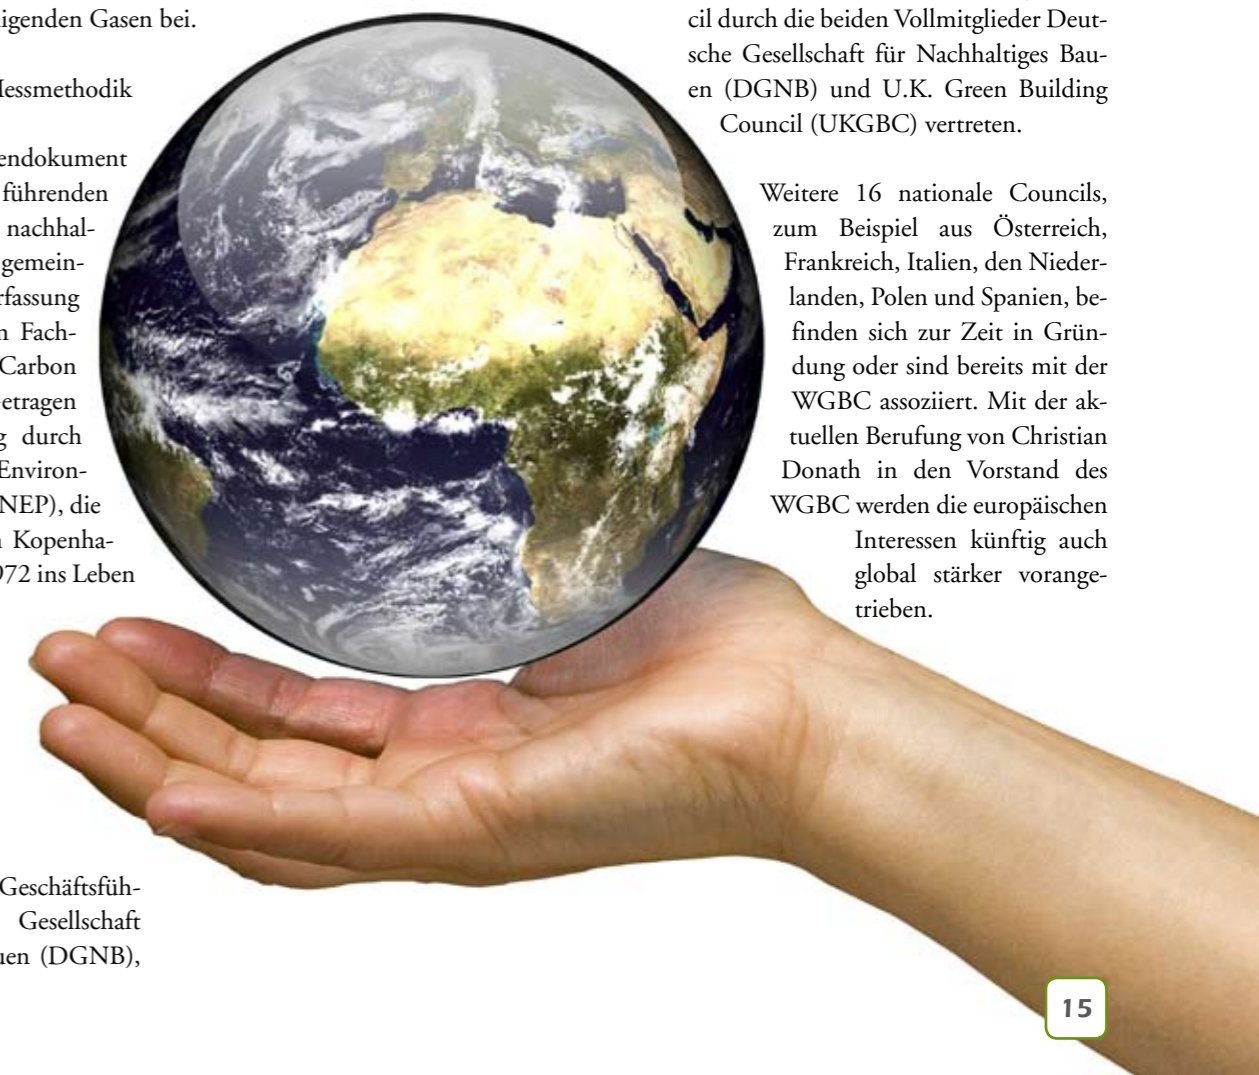 ligenden Gasen bei.
essmethodik
endokument
führenden
nachhal-
gemein-
rfassung
Fach-
Carbon
etragen
durch
Environ-
NEP), die
Kopenha-
972 ins Leben
Geschäftsfüh-
Gesellschaft
uen (DGNB),
cil durch die beiden Vollmitglieder Deut-
sche Gesellschaft für Nachhaltiges Bau-
en (DGNB) und U.K. Green Building
Council (UKGBC) vertreten.
Weitere 16 nationale Councils,
zum Beispiel aus Österreich,
Frankreich, Italien, den Nieder-
landen, Polen und Spanien, be-
finden sich zur Zeit in Grün-
dung oder sind bereits mit der
WGBC assoziiert. Mit der ak-
tuellen Berufung von Christian
Donath in den Vorstand des
WGBC werden die europäischen
Interessen künftig auch
global stärker vorange-
trieben.
15